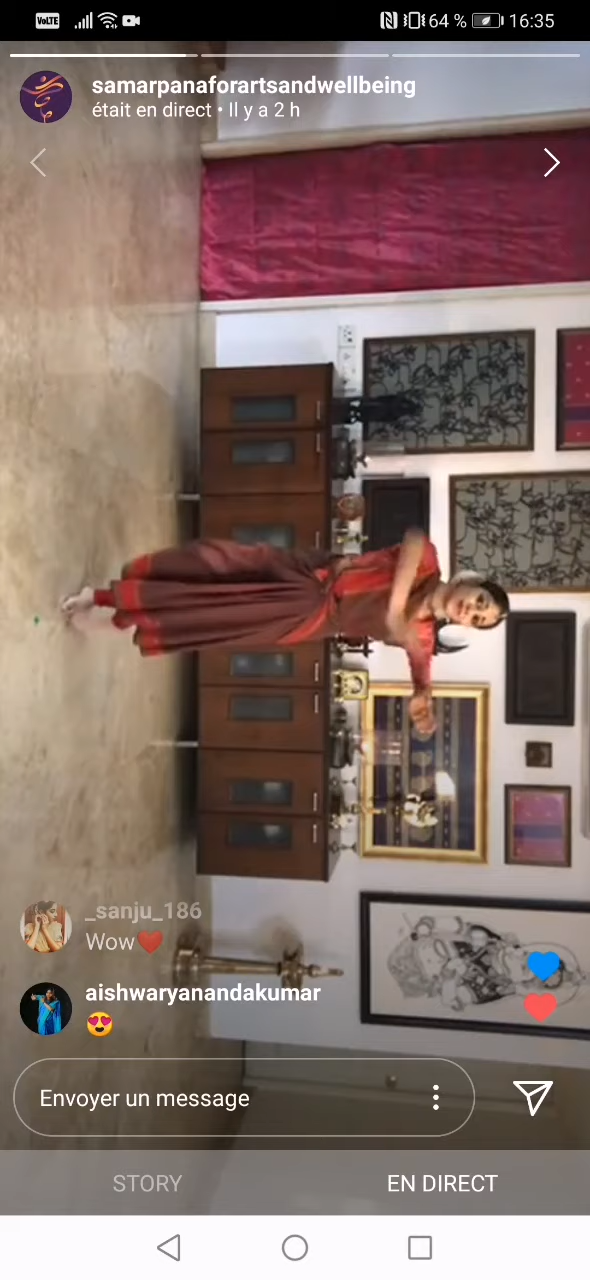 VoLTE 64 % 16:35
samarpanaforartsandwellbeing
était en direct • Il y a 2 h
_sanju_186
Wow❤️
aishwaryanandakumar
😍
Envoyer un message
STORY EN DIRECT